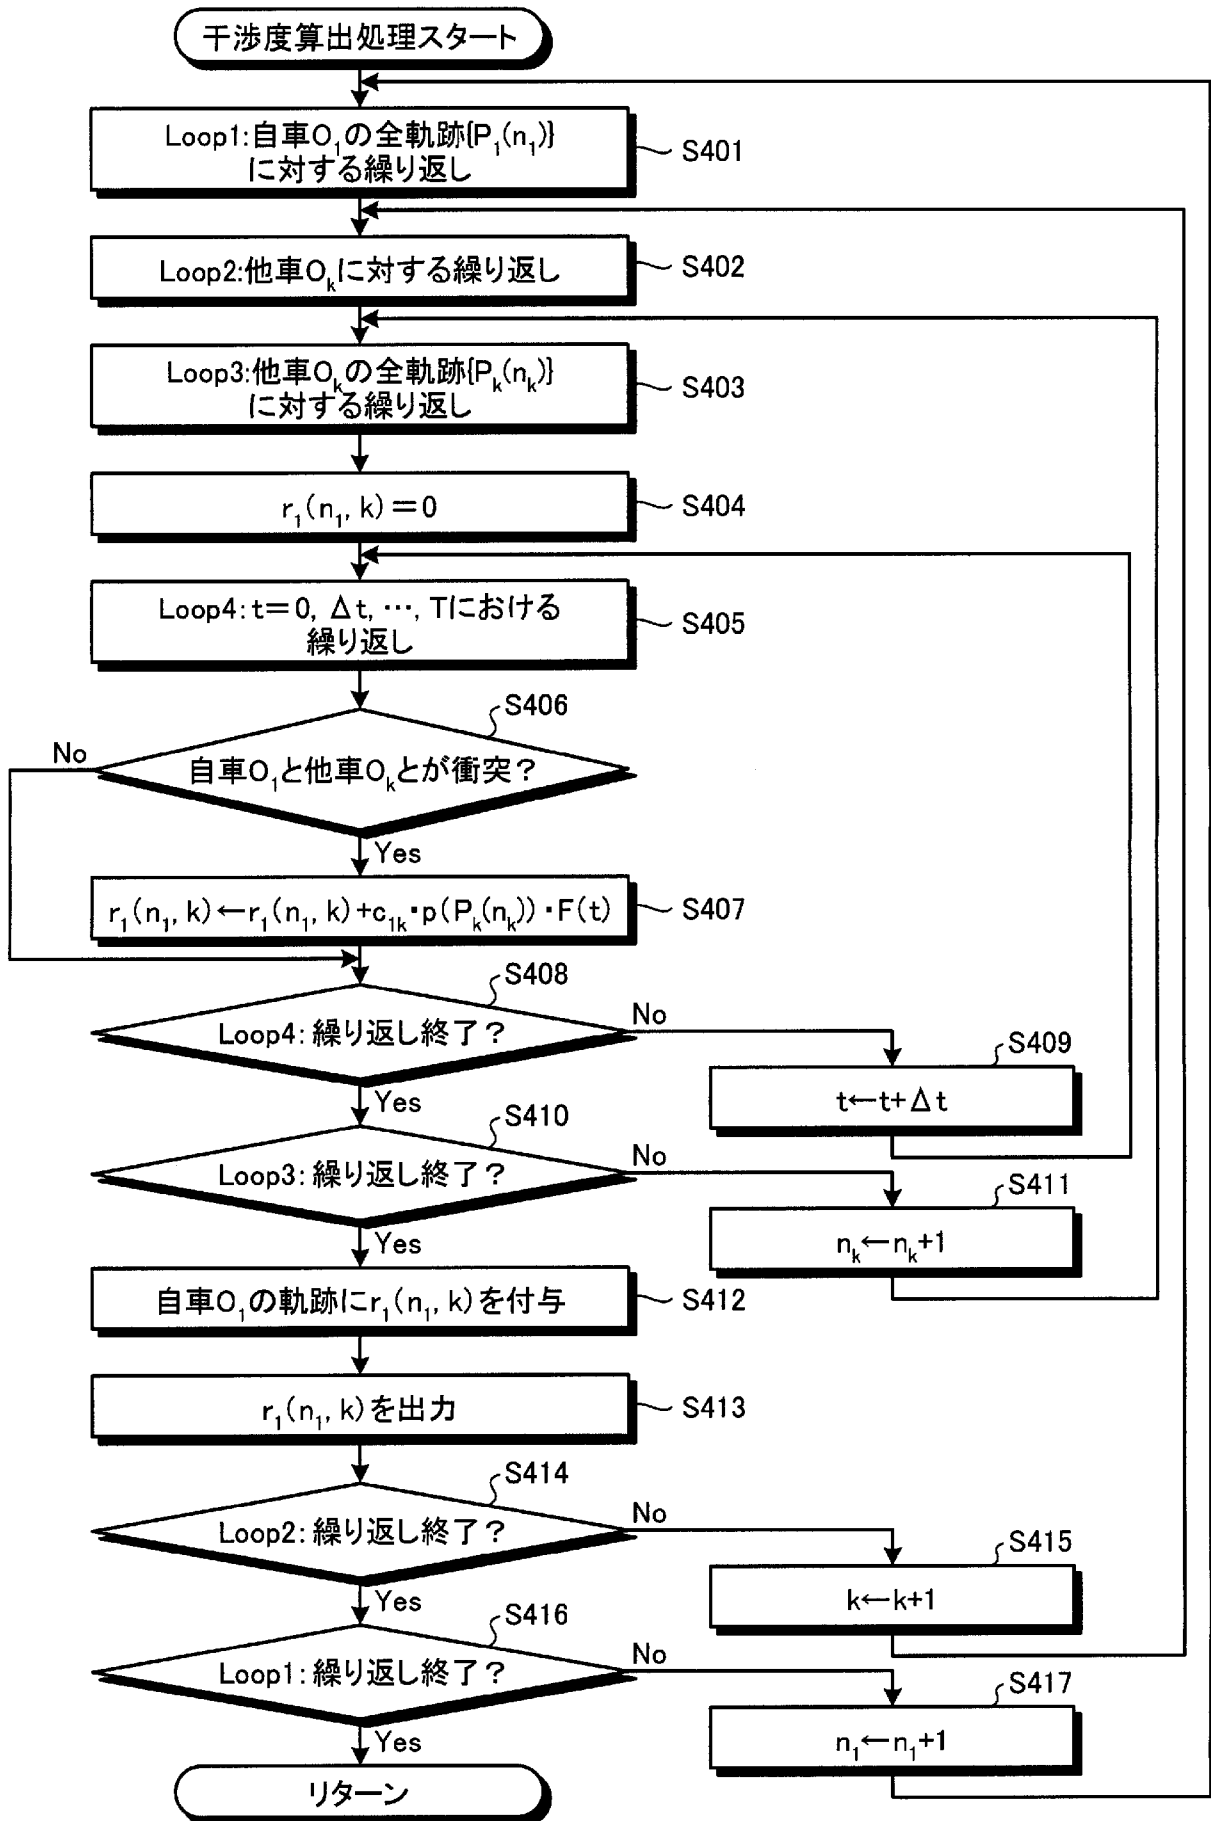 干渉度算出処理スタート
Loop1:自車O₁の全軌跡{P₁(n₁)}
に対する繰り返し
S401
Loop2:他車Oₖに対する繰り返し
S402
Loop3:他車Oₖの全軌跡{Pₖ(nₖ)}
に対する繰り返し
S403
r₁(n₁, k)=0
S404
Loop4:t=0, Δt, …, Tにおける
繰り返し
S405
S406
No
自車O₁と他車Oₖとが衝突?
Yes
r₁(n₁, k)←r₁(n₁, k)+c₁ₖ・p(Pₖ(nₖ))・F(t)
S407
S408
Loop4:繰り返し終了?
No
Yes
S409
t←t+Δt
S410
Loop3:繰り返し終了?
No
Yes
S411
nₖ←nₖ+1
自車O₁の軌跡にr₁(n₁, k)を付与
S412
r₁(n₁, k)を出力
S413
S414
Loop2:繰り返し終了?
No
Yes
S415
k←k+1
S416
Loop1:繰り返し終了?
No
Yes
S417
n₁←n₁+1
リターン